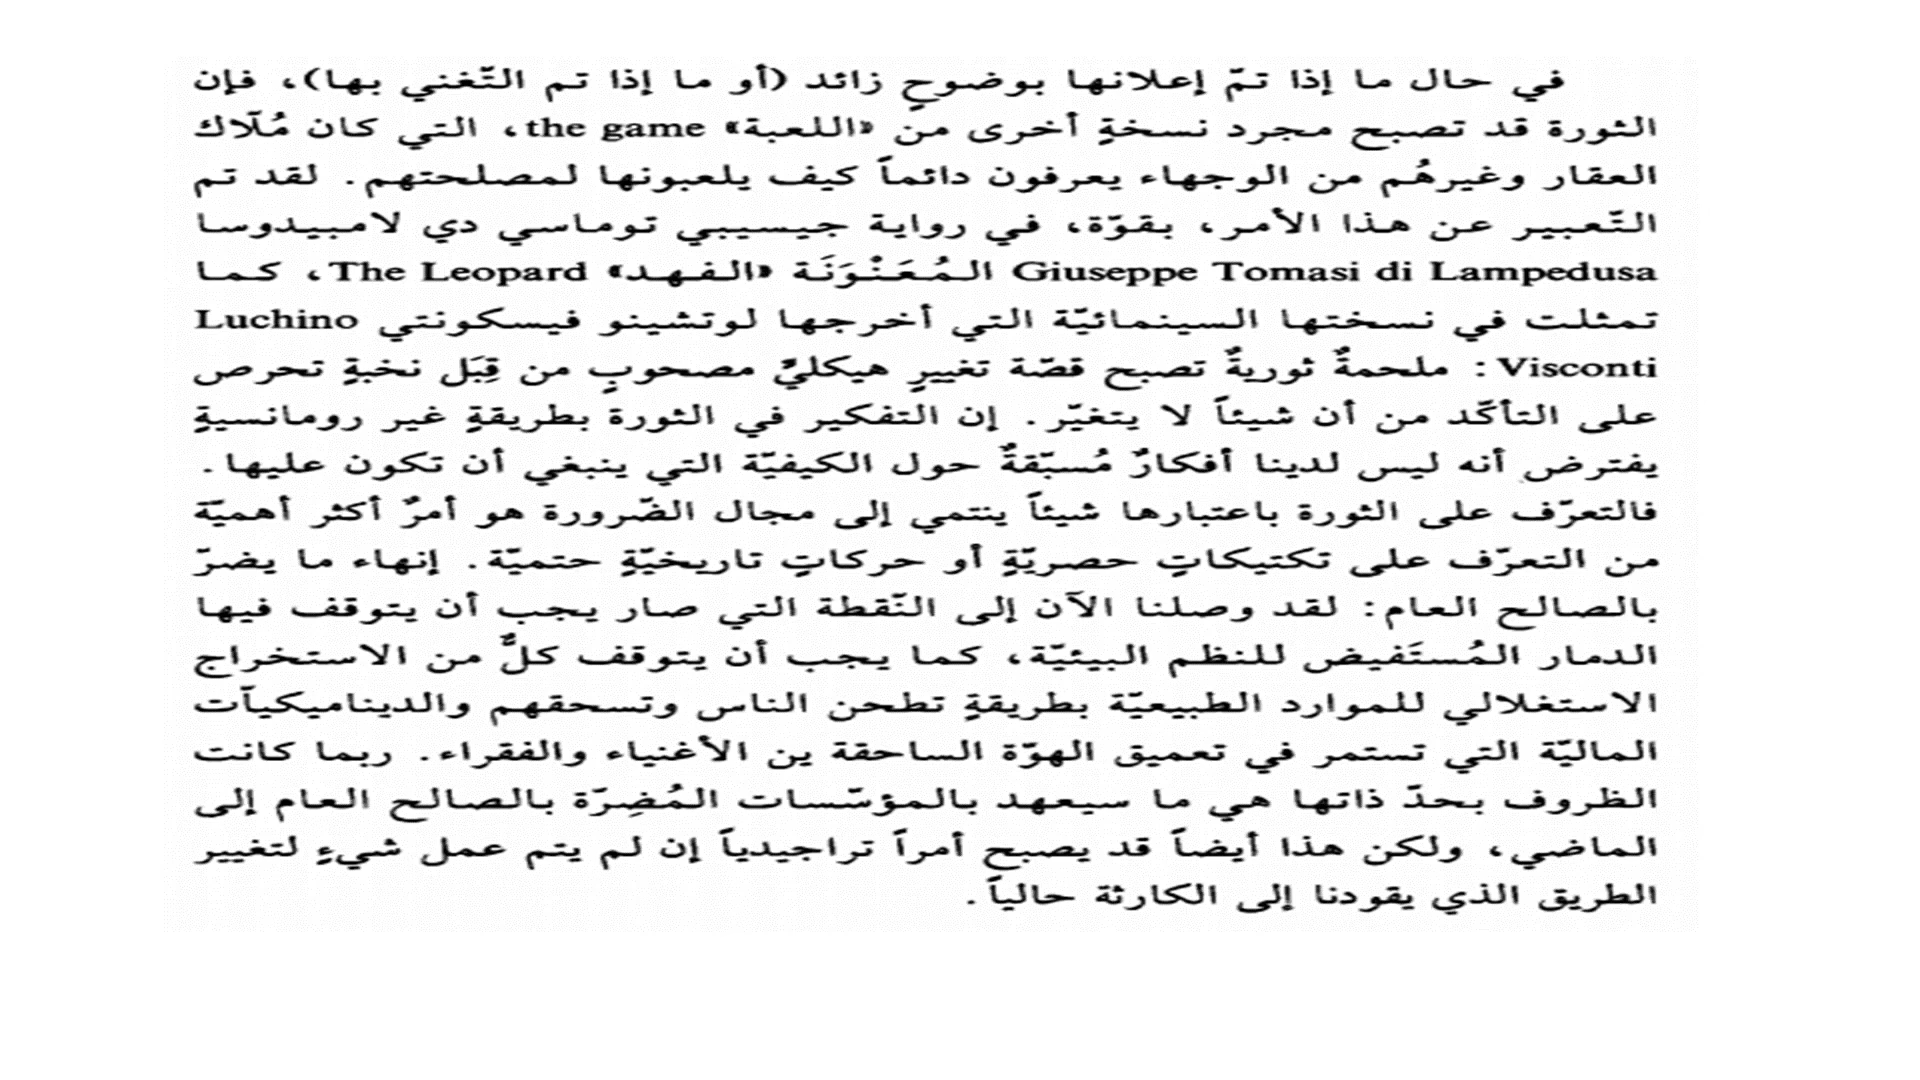 في حال ما إذا تمّ إعلانها بوضوحٍ زائد (أو ما إذا تم التّغني بها)، فإن
الثورة قد تصبح مجرد نسخةٍ أخرى من «اللعبة» the game، التي كان مُلّاك
العقار وغيرهُم من الوجهاء يعرفون دائماً كيف يلعبونها لمصلحتهم. لقد تم
التّعبير عن هذا الأمر، بقوّة، في رواية جيسيبي توماسي دي لامبيدوسا
Giuseppe Tomasi di Lampedusa المُعَنْوَنَة «الفهد» The Leopard، كما
تمثلت في نسختها السينمائيّة التي أخرجها لوتشينو فيسكونتي Luchino
Visconti: ملحمةٌ ثوريةٌ تصبح قصّة تغييرٍ هيكليٍّ مصحوبٍ من قِبَل نخبةٍ تحرص
على التأكّد من أن شيئاً لا يتغيّر. إن التفكير في الثورة بطريقةٍ غير رومانسيةٍ
يفترض أنه ليس لدينا أفكارٌ مُسبّقةٌ حول الكيفيّة التي ينبغي أن تكون عليها.
فالتعرّف على الثورة باعتبارها شيئاً ينتمي إلى مجال الضّرورة هو أمرٌ أكثر أهميّة
من التعرّف على تكتيكاتٍ حصريّةٍ أو حركاتٍ تاريخيّةٍ حتميّة. إنهاء ما يضرّ
بالصالح العام: لقد وصلنا الآن إلى النّقطة التي صار يجب أن يتوقف فيها
الدمار المُستَفيض للنظم البيئيّة، كما يجب أن يتوقف كلٌّ من الاستخراج
الاستغلالي للموارد الطبيعيّة بطريقةٍ تطحن الناس وتسحقهم والديناميكيآت
الماليّة التي تستمر في تعميق الهوّة الساحقة ين الأغنياء والفقراء. ربما كانت
الظروف بحدّ ذاتها هي ما سيعهد بالمؤسّسات المُضِرّة بالصالح العام إلى
الماضي، ولكن هذا أيضاً قد يصبح أمراً تراجيدياً إن لم يتم عمل شيءٍ لتغيير
الطريق الذي يقودنا إلى الكارثة حالياً.